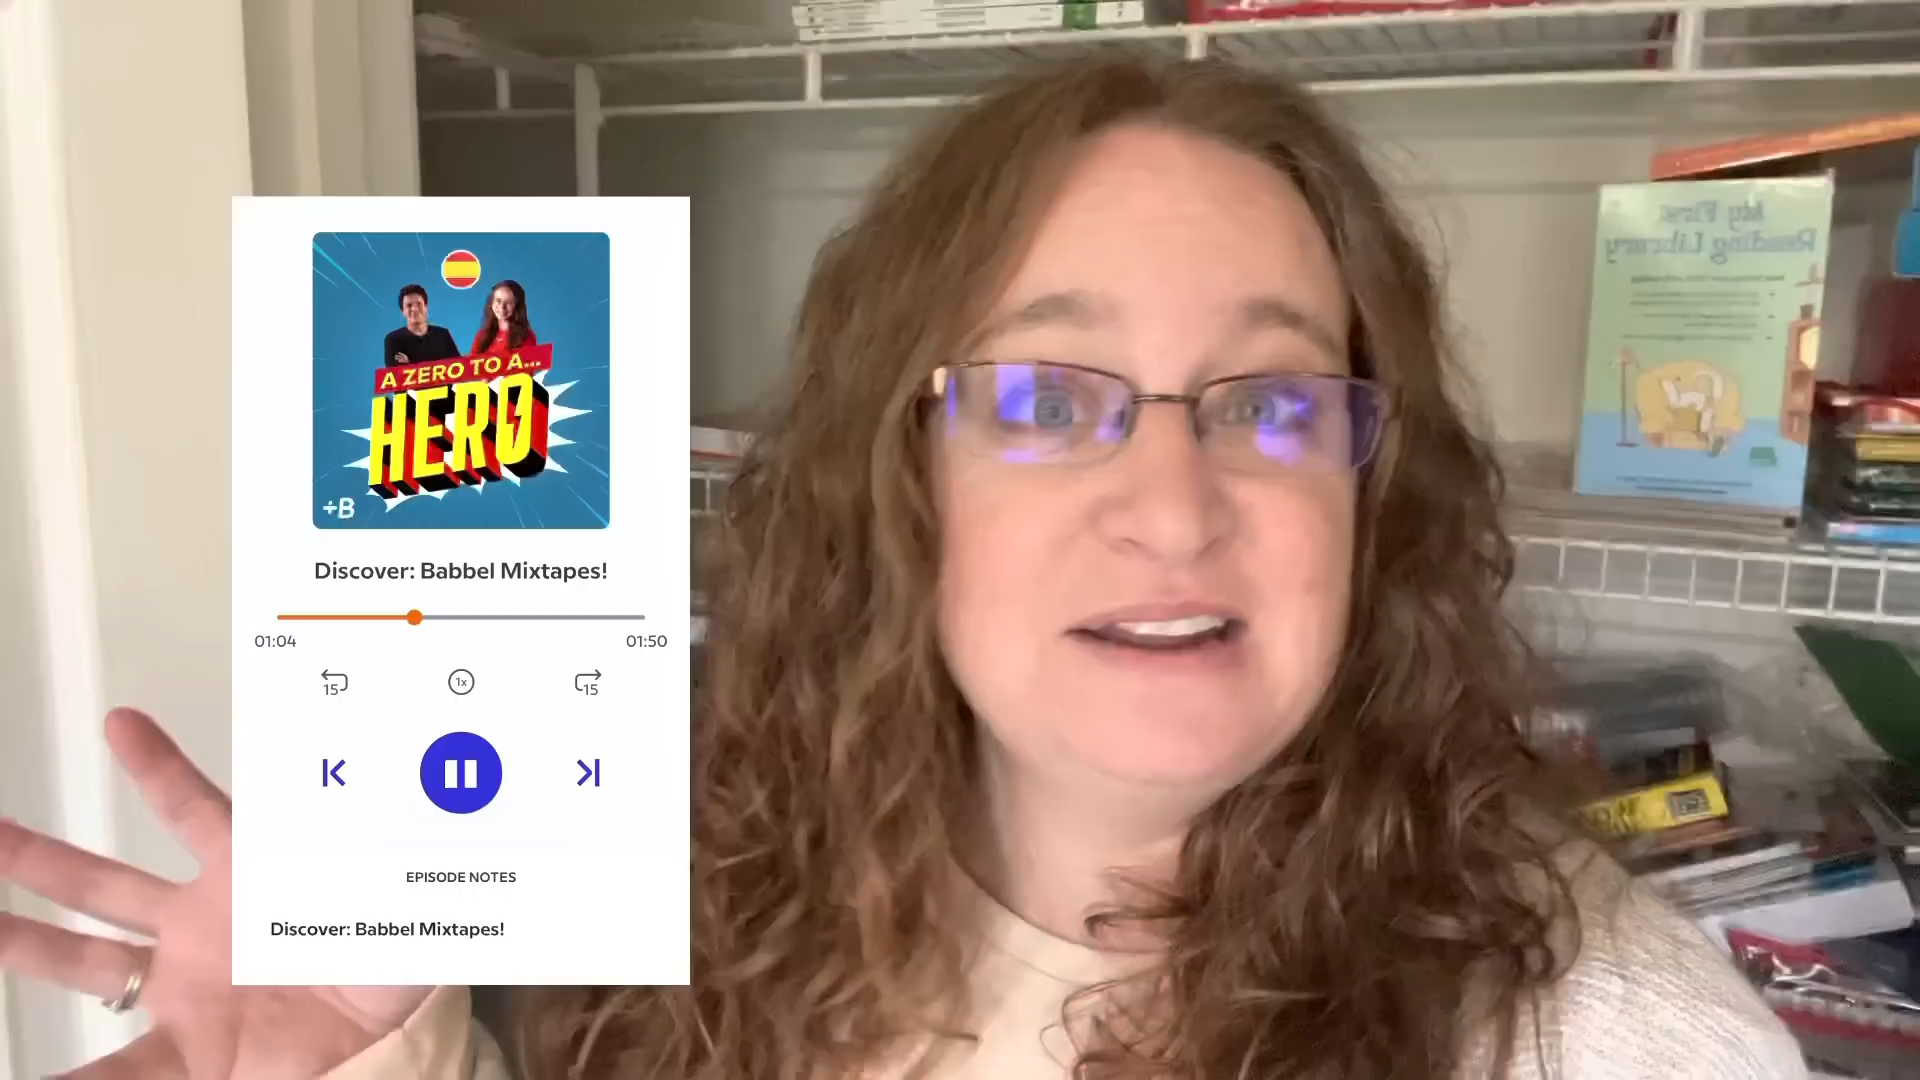 A ZERO TO A...
HERO
+B
Discover: Babbel Mixtapes!
01:04
01:50
15
1x
15
EPISODE NOTES
Discover: Babbel Mixtapes!
My First
Reading Library